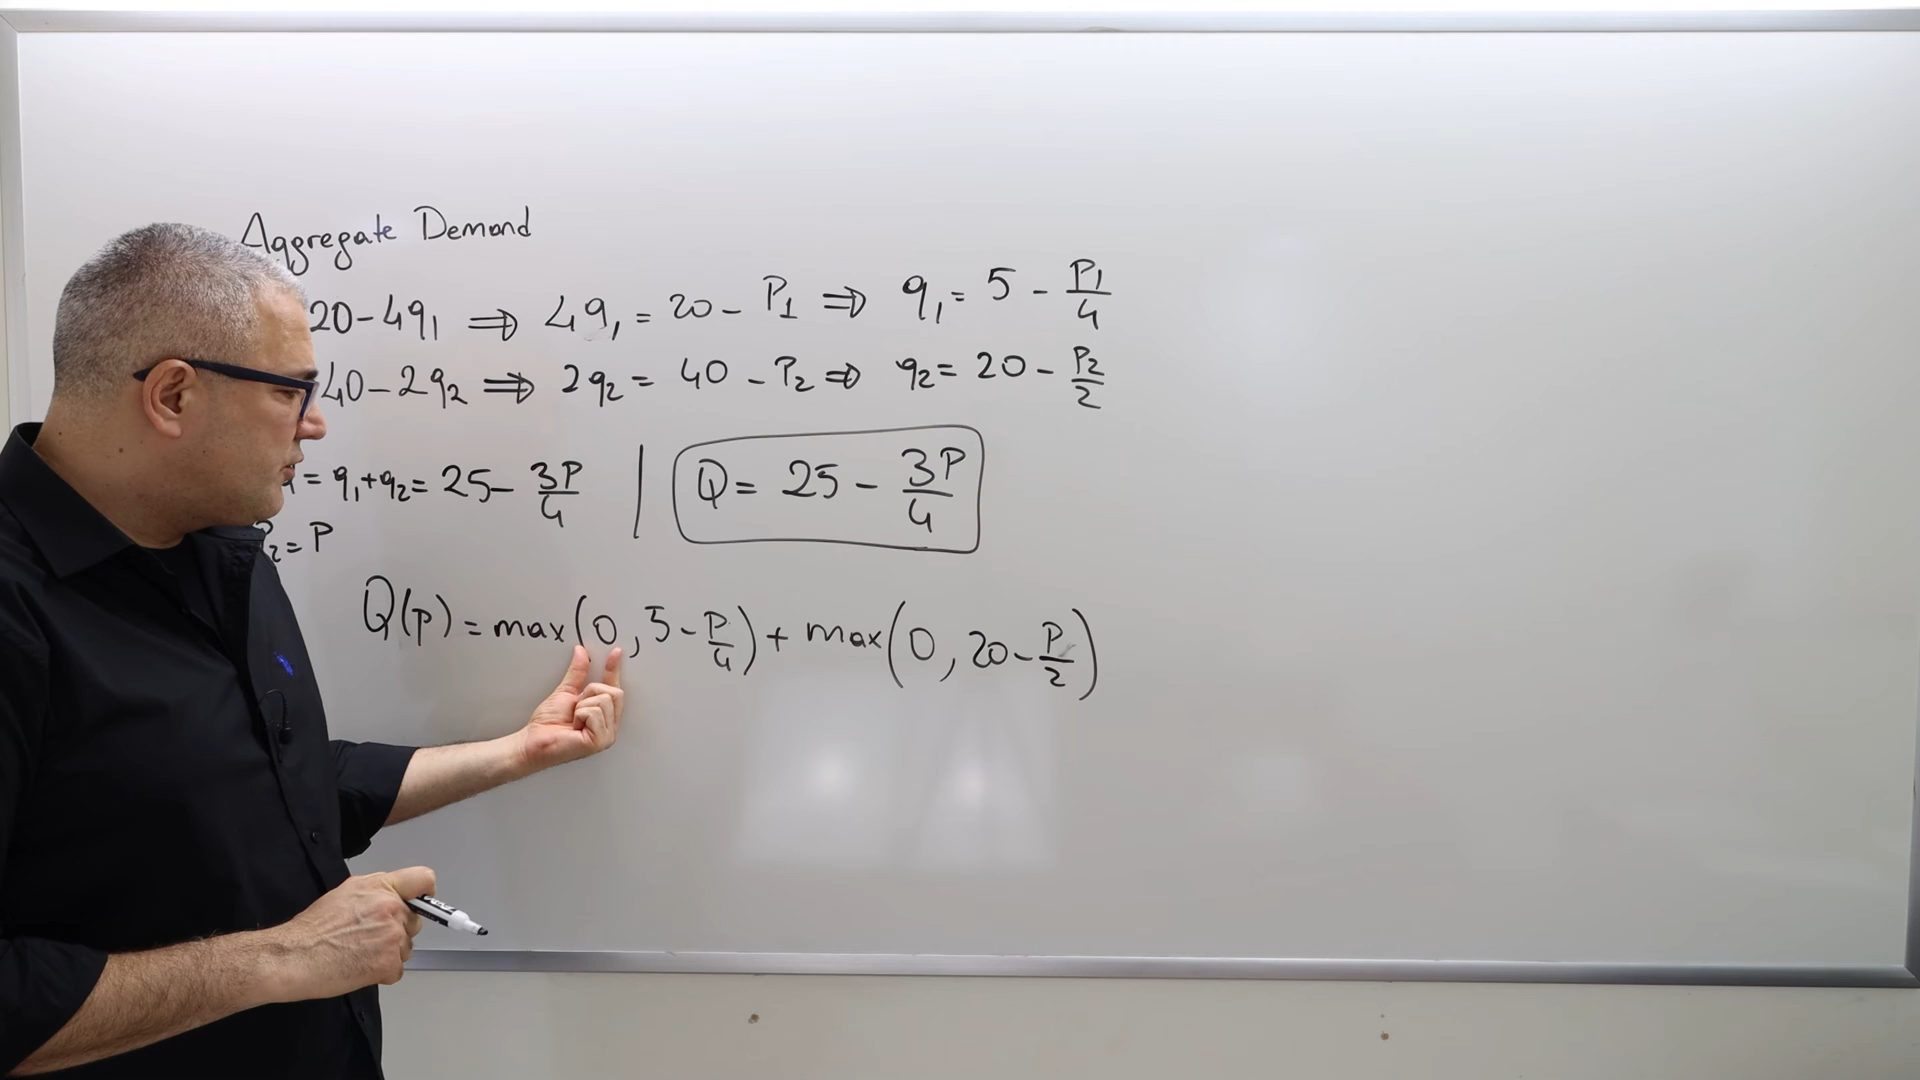 Aggregate Demand
20-4q₁ ⇒ 4q₁ = 20 - P₁ ⇒ q₁ = 5 - P₁/4
40-2q₂ ⇒ 2q₂ = 40 - P₂ ⇒ q₂ = 20 - P₂/2
= q₁+q₂ = 25 - 3P/4 | Q = 25 - 3P/4
₂ = P
Q(P) = max(0, 5 - P/4) + max(0, 20 - P/2)